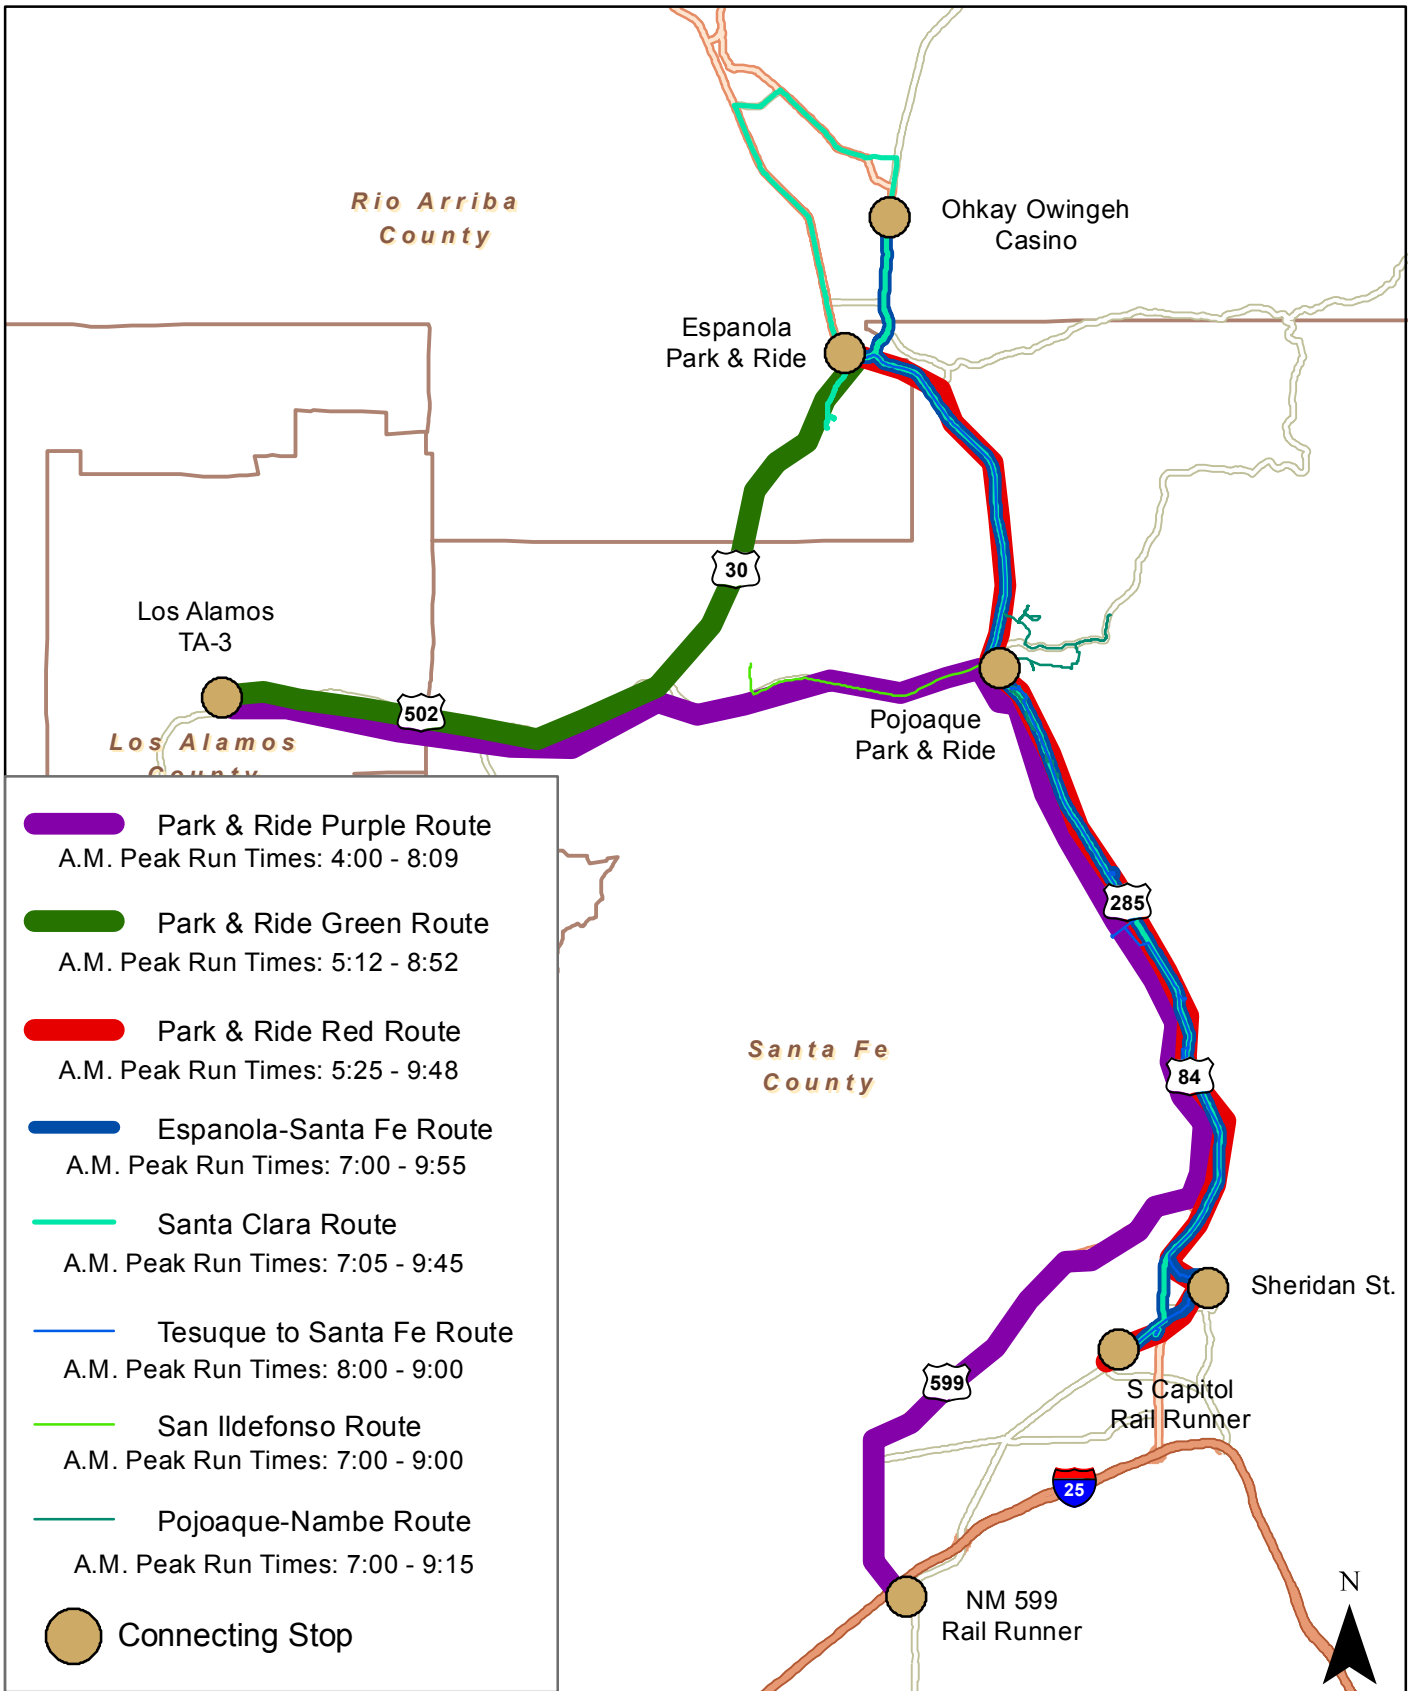 Rio Arriba
County
Ohkay Owingeh
Casino
Espanola
Park & Ride
30
Los Alamos
TA-3
502
Los Alamos
County
Pojoaque
Park & Ride
285
84
Santa Fe
County
Sheridan St.
S Capitol
Rail Runner
599
25
NM 599
Rail Runner
N
Park & Ride Purple Route
A.M. Peak Run Times: 4:00 - 8:09
Park & Ride Green Route
A.M. Peak Run Times: 5:12 - 8:52
Park & Ride Red Route
A.M. Peak Run Times: 5:25 - 9:48
Espanola-Santa Fe Route
A.M. Peak Run Times: 7:00 - 9:55
Santa Clara Route
A.M. Peak Run Times: 7:05 - 9:45
Tesuque to Santa Fe Route
A.M. Peak Run Times: 8:00 - 9:00
San Ildefonso Route
A.M. Peak Run Times: 7:00 - 9:00
Pojoaque-Nambe Route
A.M. Peak Run Times: 7:00 - 9:15
Connecting Stop